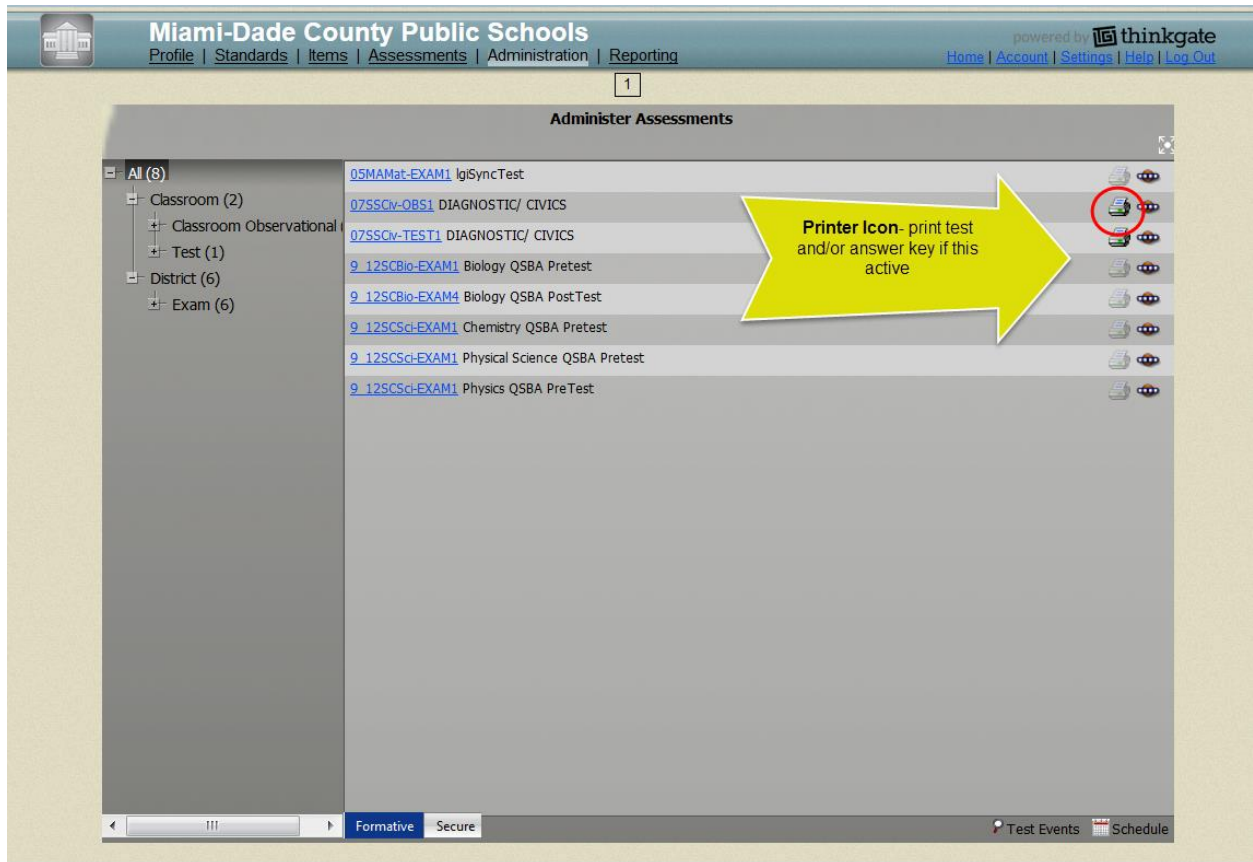 Miami-Dade County Public Schools
powered by thinkgate
Profile | Standards | Items | Assessments | Administration | Reporting
Home | Account | Settings | Help | Log Out
1
Administer Assessments
All (8)
Classroom (2)
Classroom Observational
Test (1)
District (6)
Exam (6)
05MAMat-EXAM1 lgiSyncTest
07SSCiv-OBS1 DIAGNOSTIC/ CIVICS
07SSCiv-TEST1 DIAGNOSTIC/ CIVICS
9_12SCBio-EXAM1 Biology QSBA Pretest
9_12SCBio-EXAM4 Biology QSBA PostTest
9_12SCSci-EXAM1 Chemistry QSBA Pretest
9_12SCSci-EXAM1 Physical Science QSBA Pretest
9_12SCSci-EXAM1 Physics QSBA PreTest
Printer Icon- print test
and/or answer key if this
active
Formative Secure
Test Events Schedule